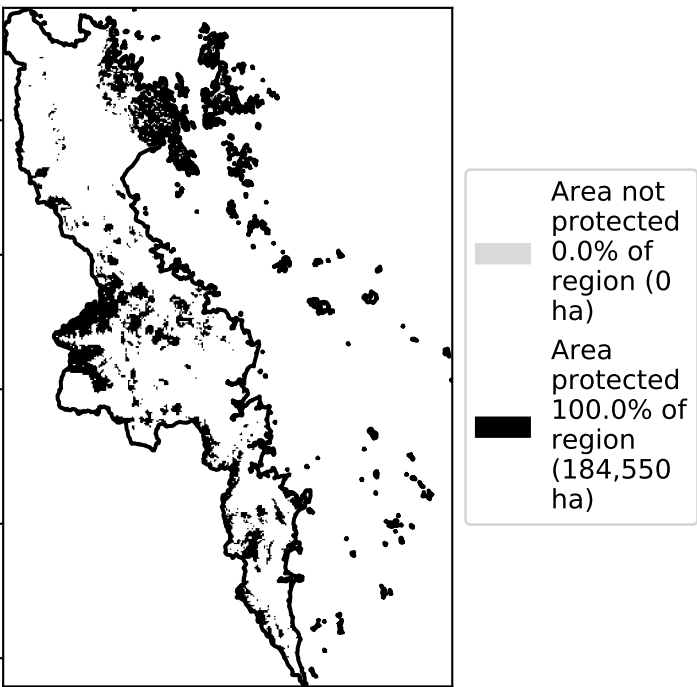 Area not
protected
0.0% of
region (0
ha)
Area
protected
100.0% of
region
(184,550
ha)